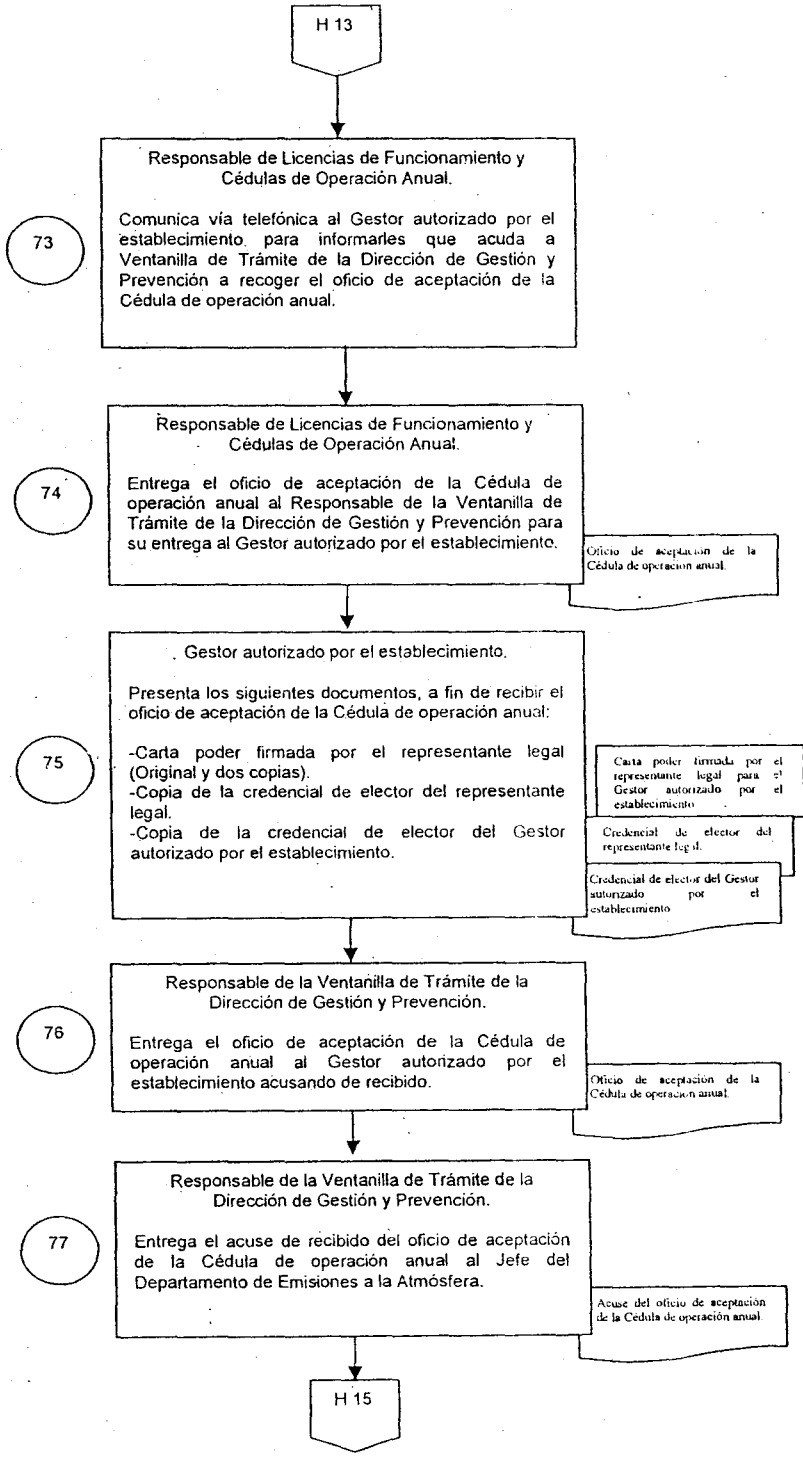 H 13
Responsable de Licencias de Funcionamiento y
Cédulas de Operación Anual.
73
Comunica vía telefónica al Gestor autorizado por el
establecimiento para informarles que acuda a
Ventanilla de Trámite de la Dirección de Gestión y
Prevención a recoger el oficio de aceptación de la
Cédula de operación anual.
Responsable de Licencias de Funcionamiento y
Cédulas de Operación Anual.
74
Entrega el oficio de aceptación de la Cédula de
operación anual al Responsable de la Ventanilla de
Trámite de la Dirección de Gestión y Prevención para
su entrega al Gestor autorizado por el establecimiento.
Oficio de aceptación de la
Cédula de operación anual.
Gestor autorizado por el establecimiento.
Presenta los siguientes documentos, a fin de recibir el
oficio de aceptación de la Cédula de operación anual:
75
-Carta poder firmada por el representante legal
(Original y dos copias).
-Copia de la credencial de elector del representante
legal.
-Copia de la credencial de elector del Gestor
autorizado por el establecimiento.
Carta poder firmada por el
representante legal para el
Gestor autorizado por el
establecimiento
Credencial de elector del
representante legal.
Credencial de elector del Gestor
autorizado por el
establecimiento
Responsable de la Ventanilla de Trámite de la
Dirección de Gestión y Prevención.
76
Entrega el oficio de aceptación de la Cédula de
operación anual al Gestor autorizado por el
establecimiento acusando de recibido.
Oficio de aceptación de la
Cédula de operación anual.
Responsable de la Ventanilla de Trámite de la
Dirección de Gestión y Prevención.
77
Entrega el acuse de recibido del oficio de aceptación
de la Cédula de operación anual al Jefe del
Departamento de Emisiones a la Atmósfera.
Acuse del oficio de aceptación
de la Cédula de operación anual.
H 15